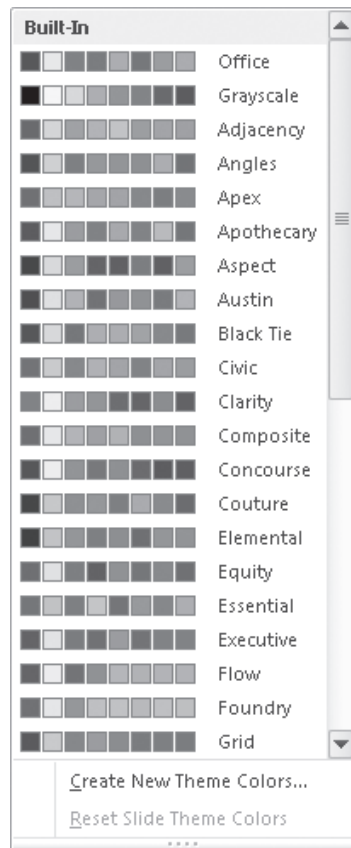 Built-In
Office
Grayscale
Adjacency
Angles
Apex
Apothecary
Aspect
Austin
Black Tie
Civic
Clarity
Composite
Concourse
Couture
Elemental
Equity
Essential
Executive
Flow
Foundry
Grid
Create New Theme Colors...
Reset Slide Theme Colors